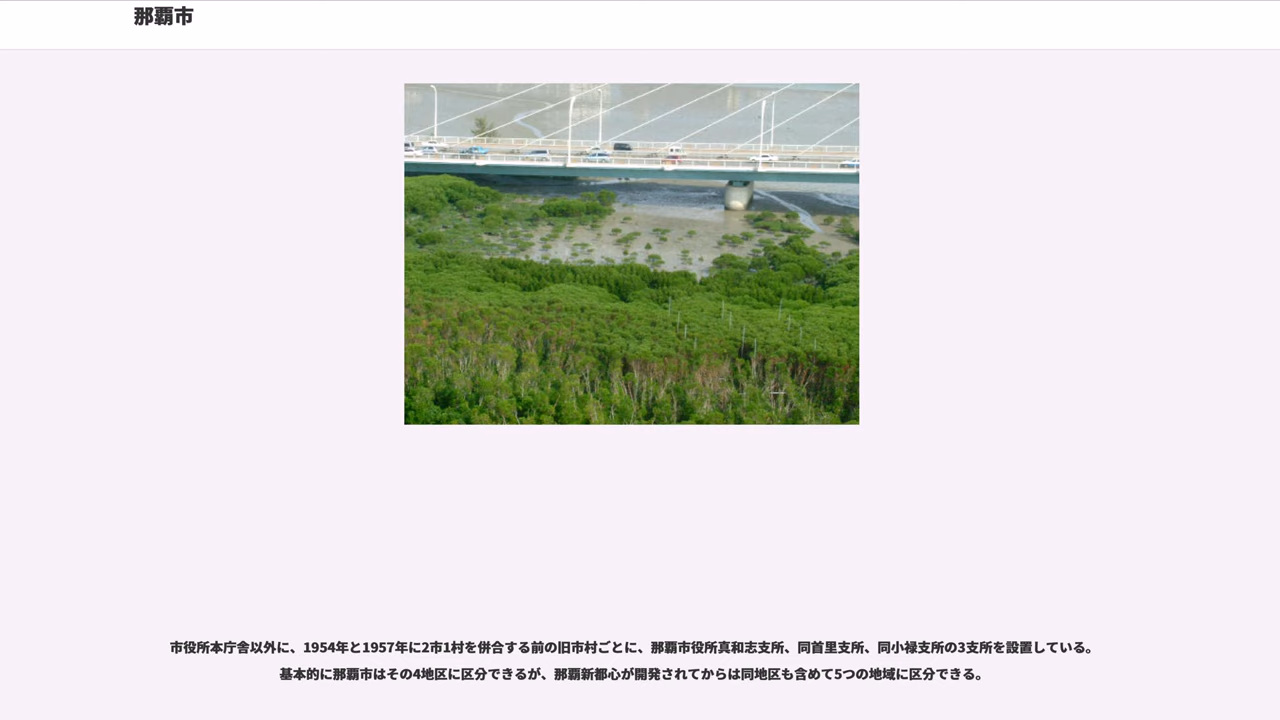 那覇市
市役所本庁舎以外に、1954年と1957年に2市1村を併合する前の旧市村ごとに、那覇市役所真和志支所、同首里支所、同小禄支所の3支所を設置している。
基本的に那覇市はその4地区に区分できるが、那覇新都心が開発されてからは同地区も含めて5つの地域に区分できる。